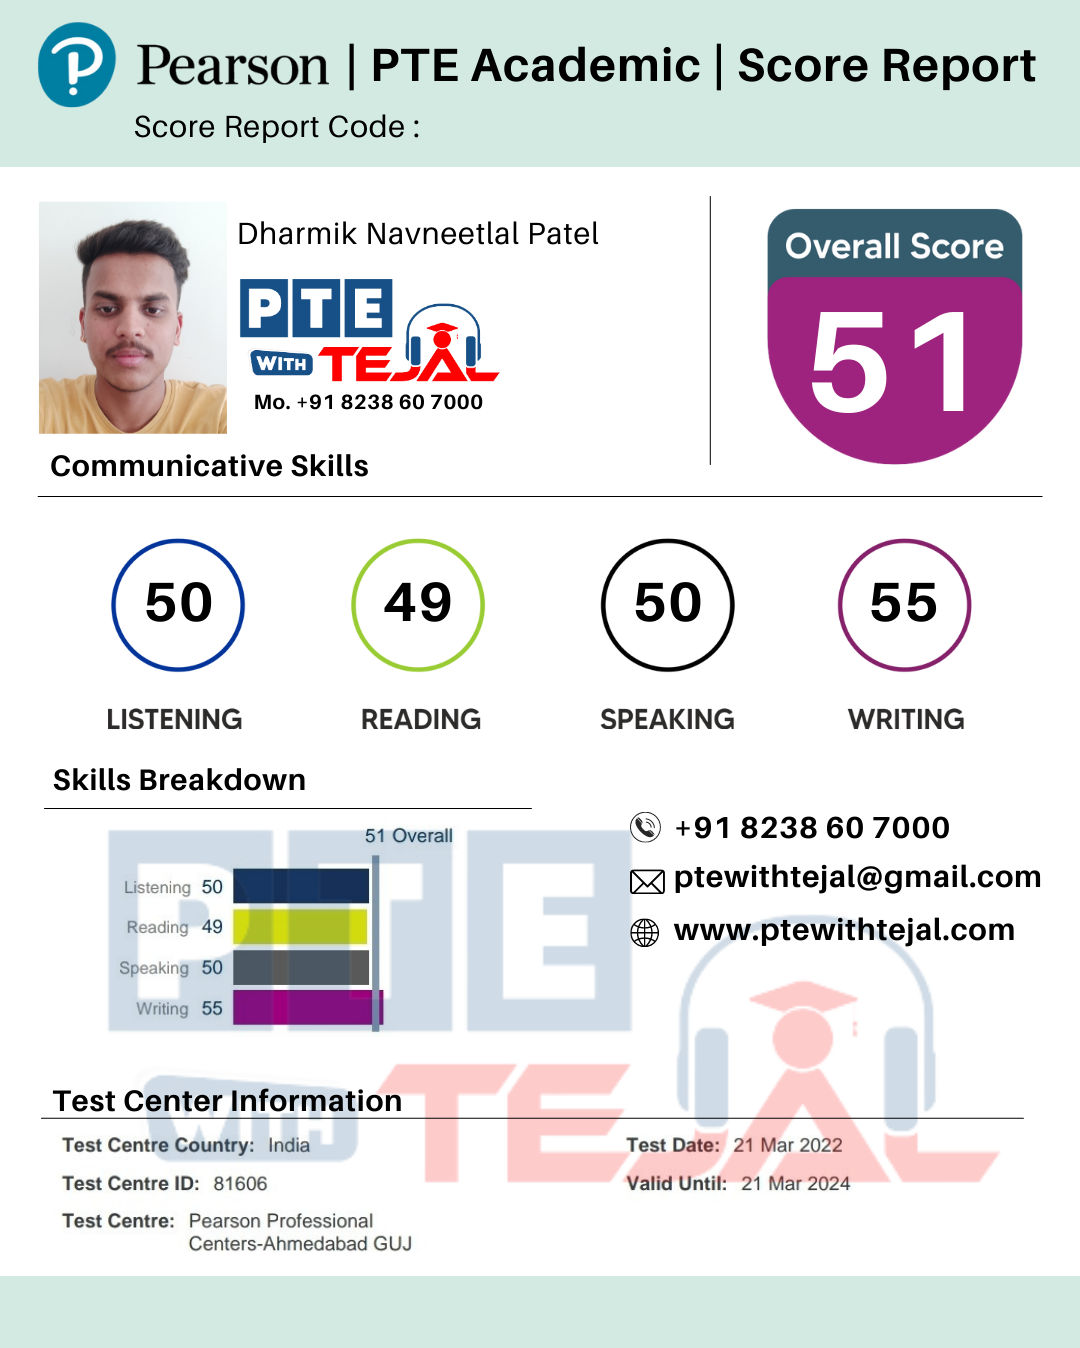 Pearson | PTE Academic | Score Report
Score Report Code :
Dharmik Navneetlal Patel
PTE
WITH TEJAL
Mo. +91 8238 60 7000
Overall Score
51
Communicative Skills
50 49 50 55
LISTENING READING SPEAKING WRITING
Skills Breakdown
51 Overall
Listening 50
Reading 49
Speaking 50
Writing 55
+91 8238 60 7000
ptewithtejal@gmail.com
www.ptewithtejal.com
PTE
WITH TEJAL
Test Center Information
Test Centre Country: India
Test Centre ID: 81606
Test Centre: Pearson Professional
Centers-Ahmedabad GUJ
Test Date: 21 Mar 2022
Valid Until: 21 Mar 2024